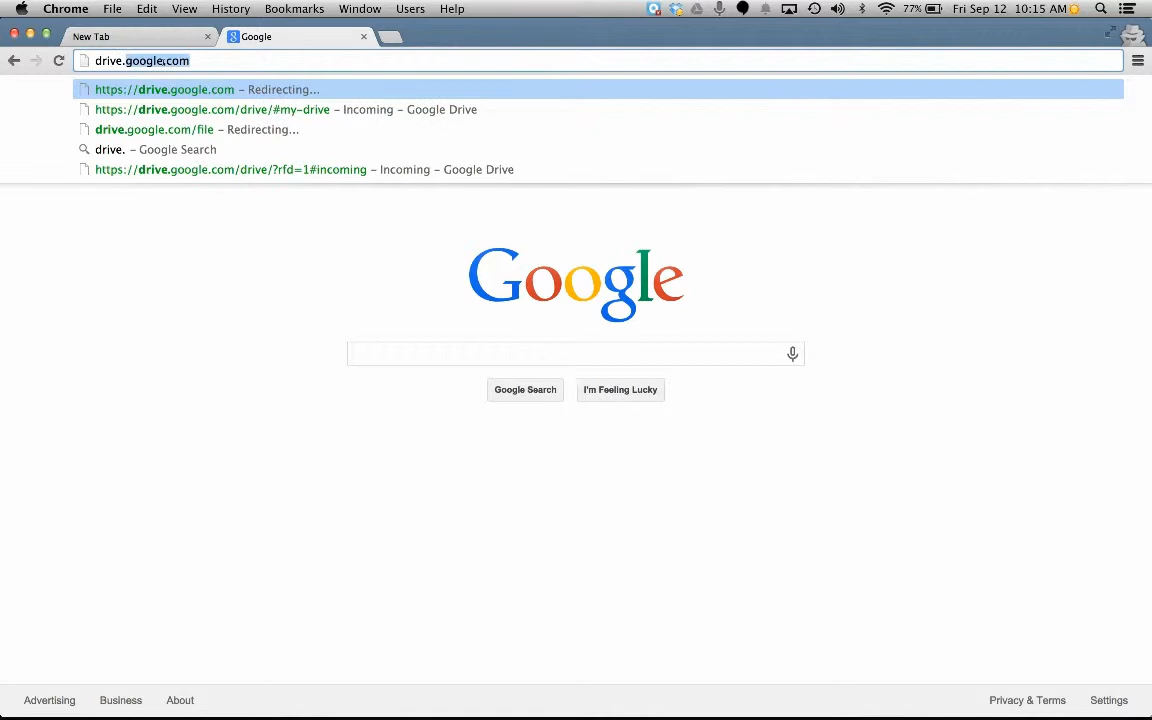 Chrome File Edit View History Bookmarks Window Users Help 77% Fri Sep 12 10:15 AM
New Tab Google
drive.google.com
https://drive.google.com – Redirecting...
https://drive.google.com/drive/#my-drive – Incoming – Google Drive
drive.google.com/file – Redirecting...
drive. – Google Search
https://drive.google.com/drive/?rfd=1#incoming – Incoming – Google Drive
Google
Google Search I'm Feeling Lucky
Advertising Business About Privacy & Terms Settings